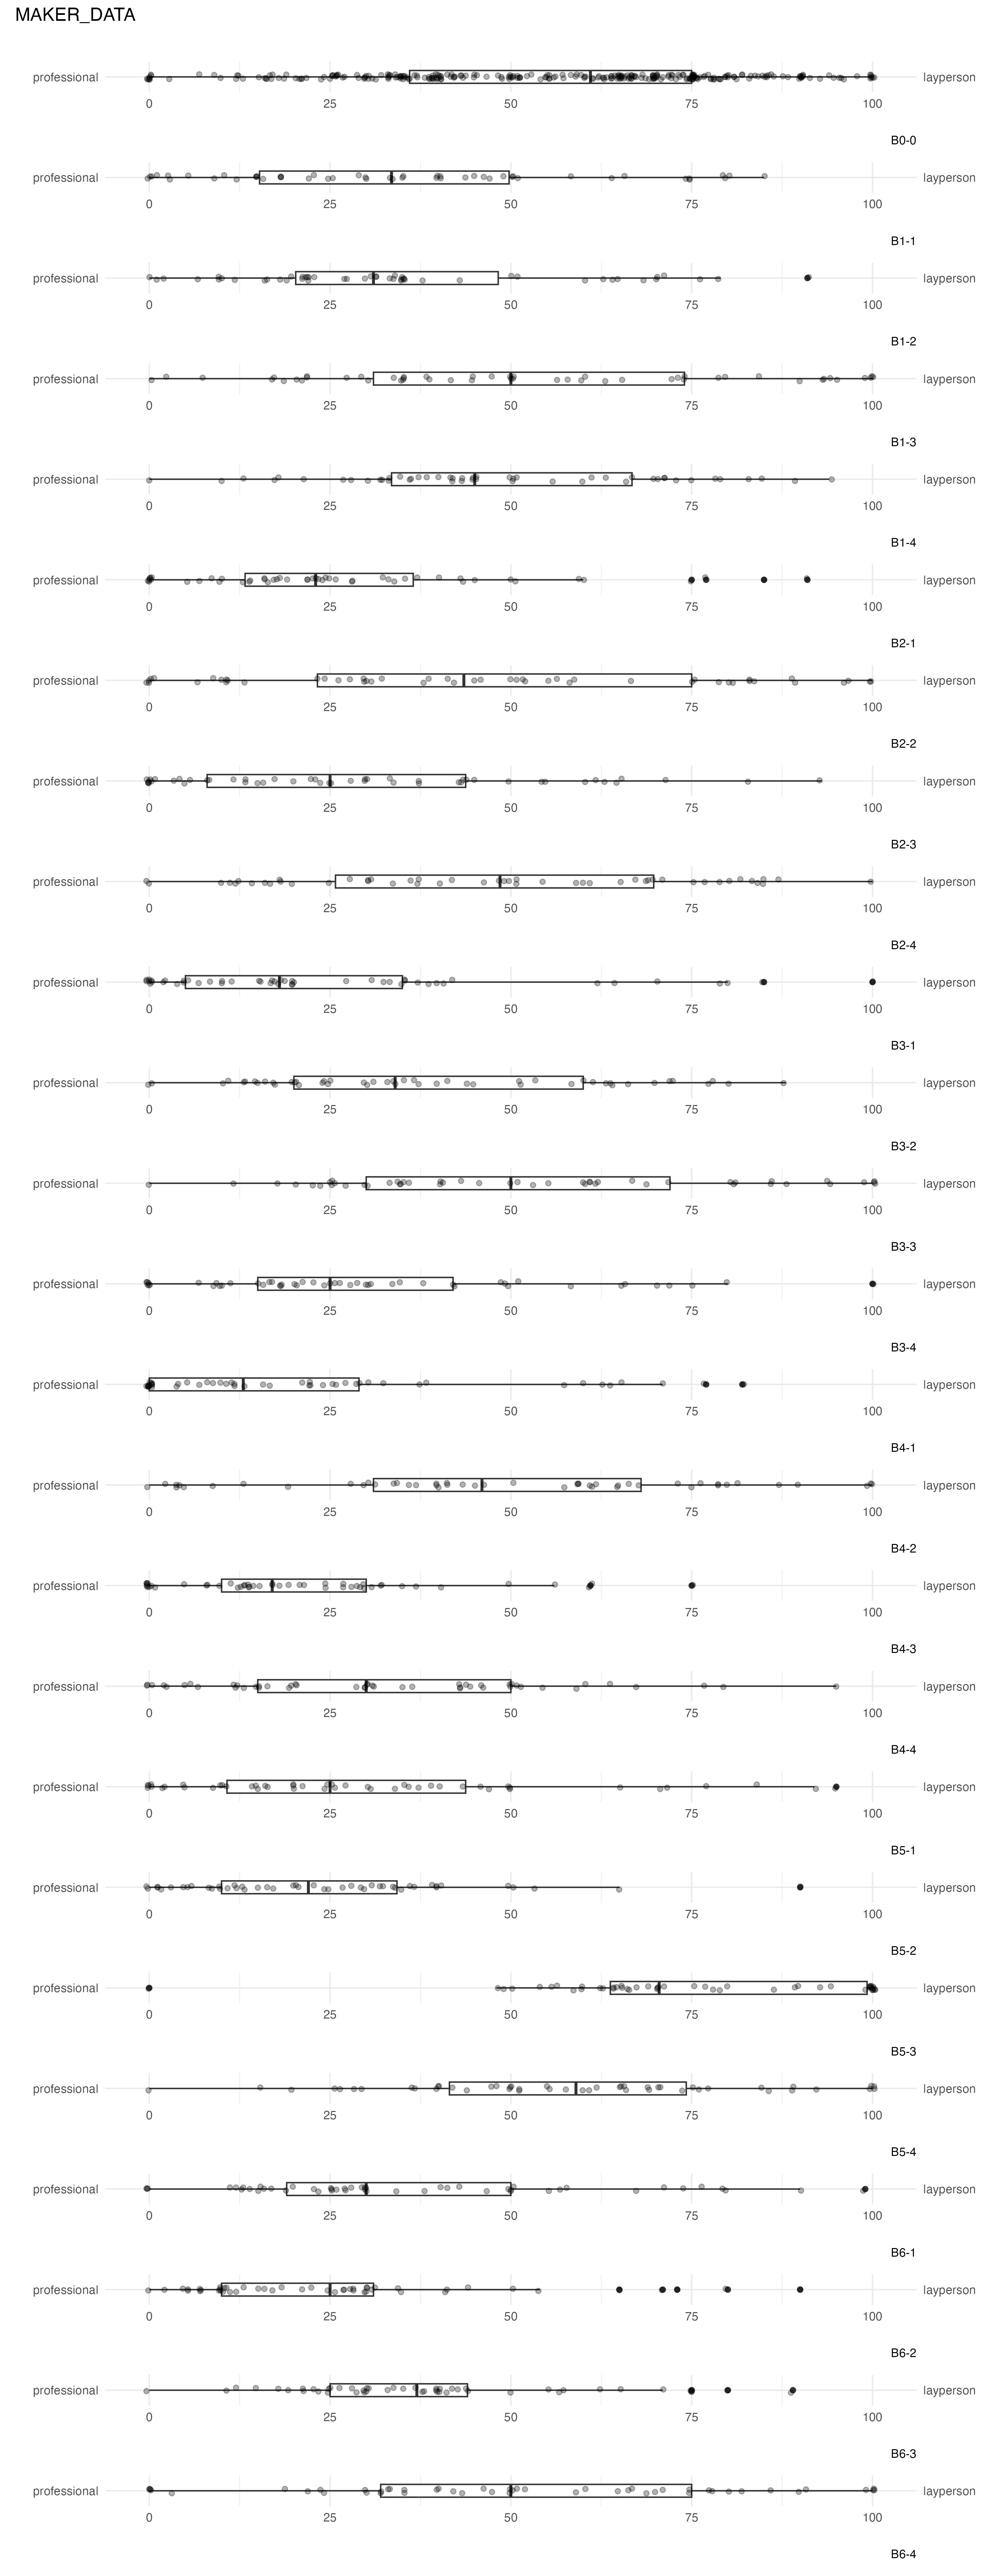 MAKER_DATA
professional layperson
0 25 50 75 100
B0-0
professional layperson
0 25 50 75 100
B1-1
professional layperson
0 25 50 75 100
B1-2
professional layperson
0 25 50 75 100
B1-3
professional layperson
0 25 50 75 100
B1-4
professional layperson
0 25 50 75 100
B2-1
professional layperson
0 25 50 75 100
B2-2
professional layperson
0 25 50 75 100
B2-3
professional layperson
0 25 50 75 100
B2-4
professional layperson
0 25 50 75 100
B3-1
professional layperson
0 25 50 75 100
B3-2
professional layperson
0 25 50 75 100
B3-3
professional layperson
0 25 50 75 100
B3-4
professional layperson
0 25 50 75 100
B4-1
professional layperson
0 25 50 75 100
B4-2
professional layperson
0 25 50 75 100
B4-3
professional layperson
0 25 50 75 100
B4-4
professional layperson
0 25 50 75 100
B5-1
professional layperson
0 25 50 75 100
B5-2
professional layperson
0 25 50 75 100
B5-3
professional layperson
0 25 50 75 100
B5-4
professional layperson
0 25 50 75 100
B6-1
professional layperson
0 25 50 75 100
B6-2
professional layperson
0 25 50 75 100
B6-3
professional layperson
0 25 50 75 100
B6-4